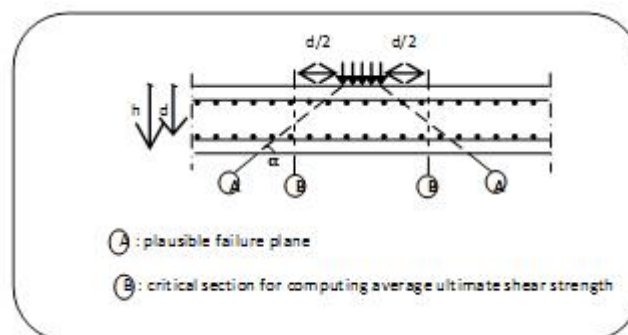 d/2 d/2
h d
α
A B B A
A : plausible failure plane
B : critical section for computing average ultimate shear strength